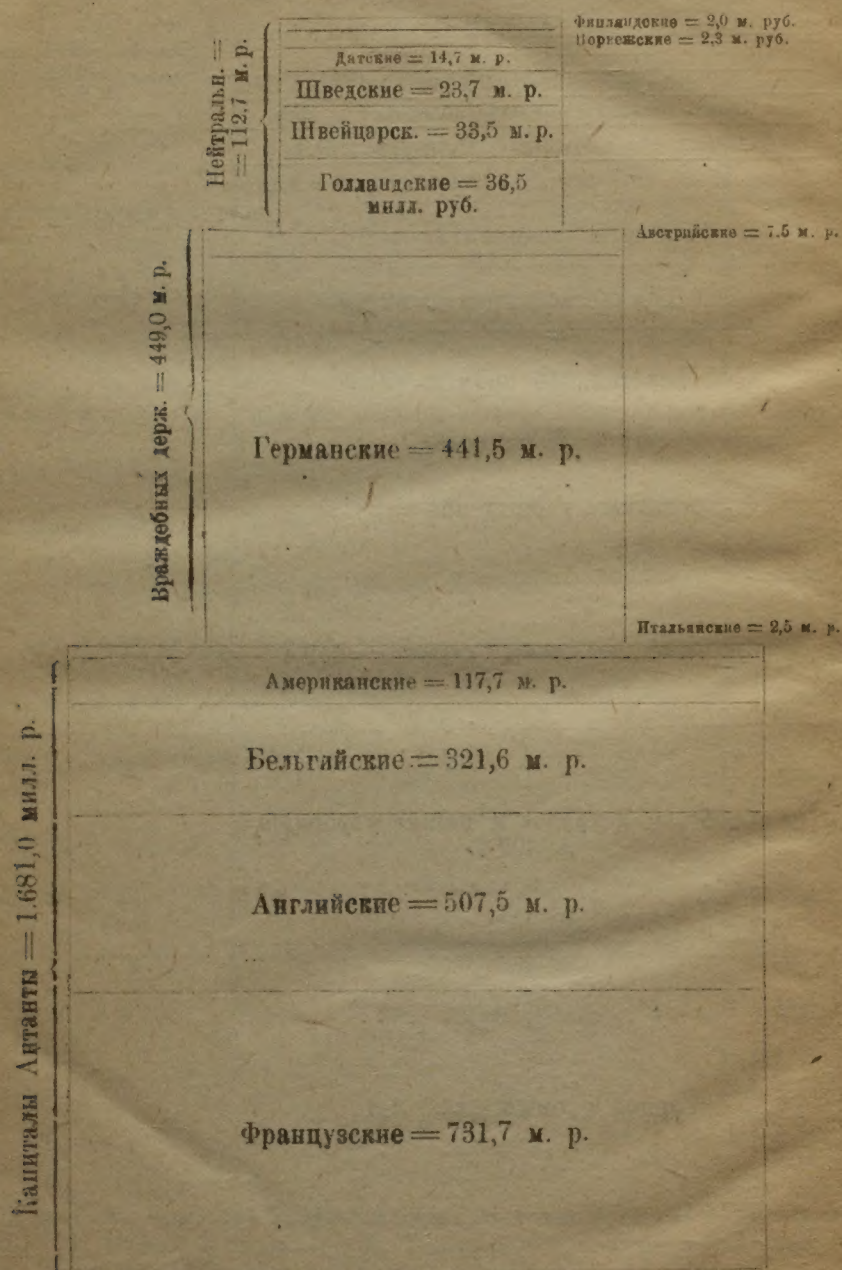 Финляндские = 2,0 м. руб.
Норвежские = 2,3 м. руб.
Нейтральн. =
= 112,7 м. р.
Датские = 14,7 м. р.
Шведские = 23,7 м. р.
Швейцарск. = 33,5 м. р.
Голландские = 36,5
милл. руб.
Австрийские = 7.5 м. р.
Враждебных держ. = 449,0 м. р.
Германские = 441,5 м. р.
Итальянские = 2,5 м. р.
Капиталы Антанты = 1.681,0 милл. р.
Американские = 117,7 м. р.
Бельгийские = 321,6 м. р.
Английские = 507,5 м. р.
Французские = 731,7 м. р.